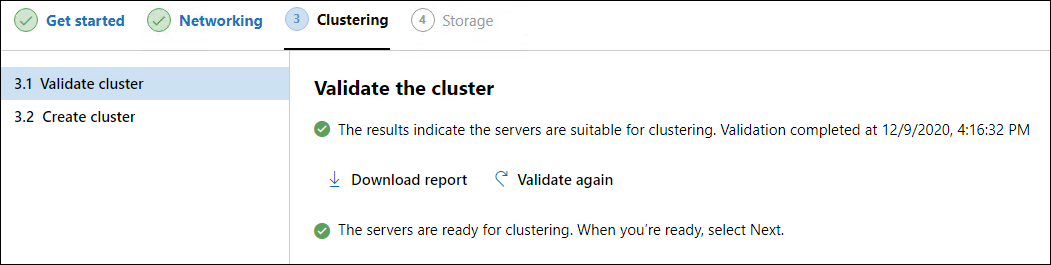 Get started Networking 3 Clustering 4 Storage
3.1 Validate cluster
3.2 Create cluster
Validate the cluster
The results indicate the servers are suitable for clustering. Validation completed at 12/9/2020, 4:16:32 PM
Download report Validate again
The servers are ready for clustering. When you’re ready, select Next.